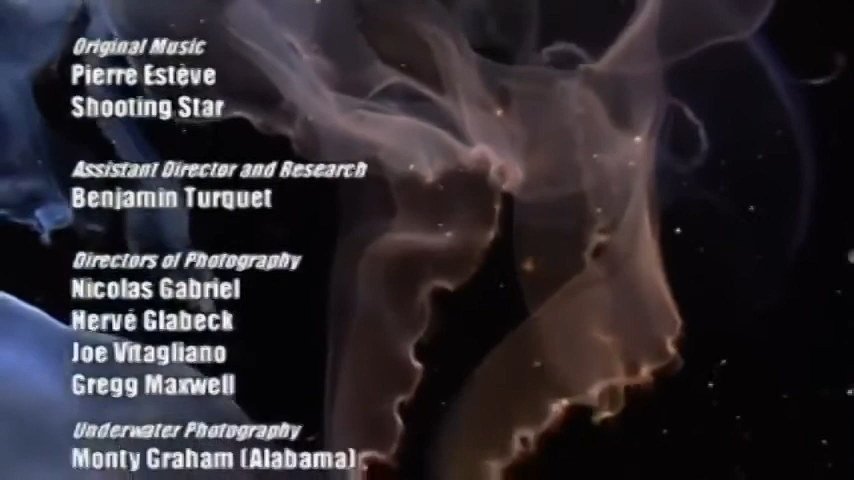 Original Music
Pierre Estève
Shooting Star
Assistant Director and Research
Benjamin Turquet
Directors of Photography
Nicolas Gabriel
Hervé Glabeck
Joe Vitagliano
Gregg Maxwell
Underwater Photography
Monty Graham (Alabama)